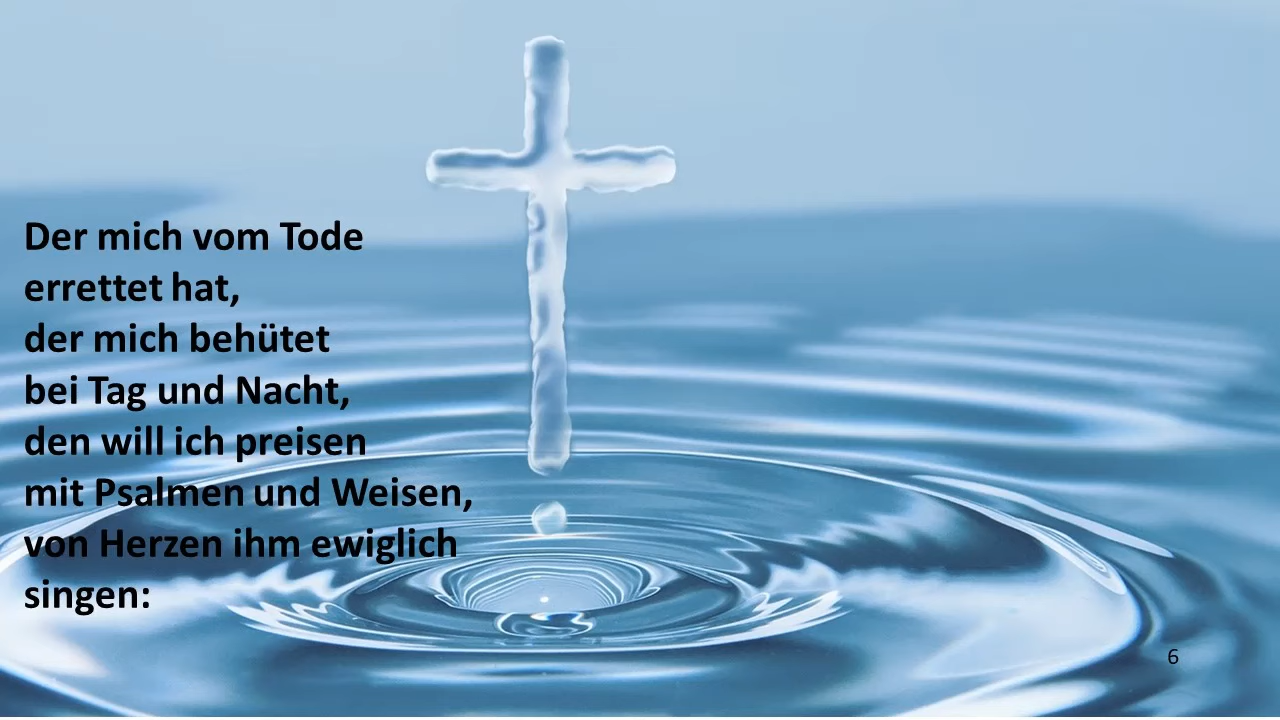 Der mich vom Tode
errettet hat,
der mich behütet
bei Tag und Nacht,
den will ich preisen
mit Psalmen und Weisen,
von Herzen ihm ewiglich
singen:
6